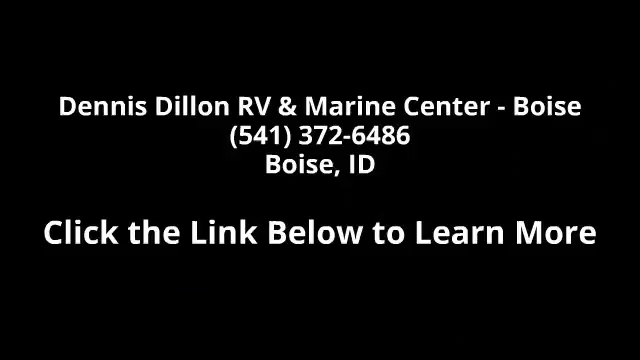 Dennis Dillon RV & Marine Center - Boise
(541) 372-6486
Boise, ID
Click the Link Below to Learn More